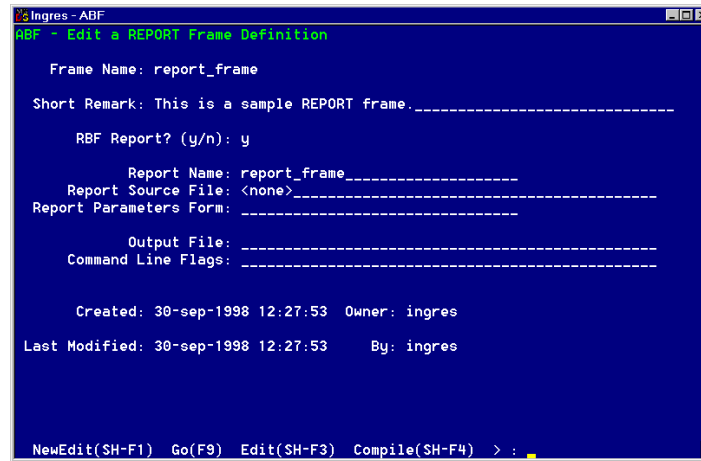 Ingres - ABF
ABF - Edit a REPORT Frame Definition
Frame Name: report_frame
Short Remark: This is a sample REPORT frame.______________________________
RBF Report? (y/n): y
Report Name: report_frame____________________
Report Source File: <none>__________________________________________
Report Parameters Form: ________________________________
Output File: ________________________________________________
Command Line Flags: ________________________________________________
Created: 30-sep-1998 12:27:53 Owner: ingres
Last Modified: 30-sep-1998 12:27:53 By: ingres
NewEdit(SH-F1) Go(F9) Edit(SH-F3) Compile(SH-F4) > :